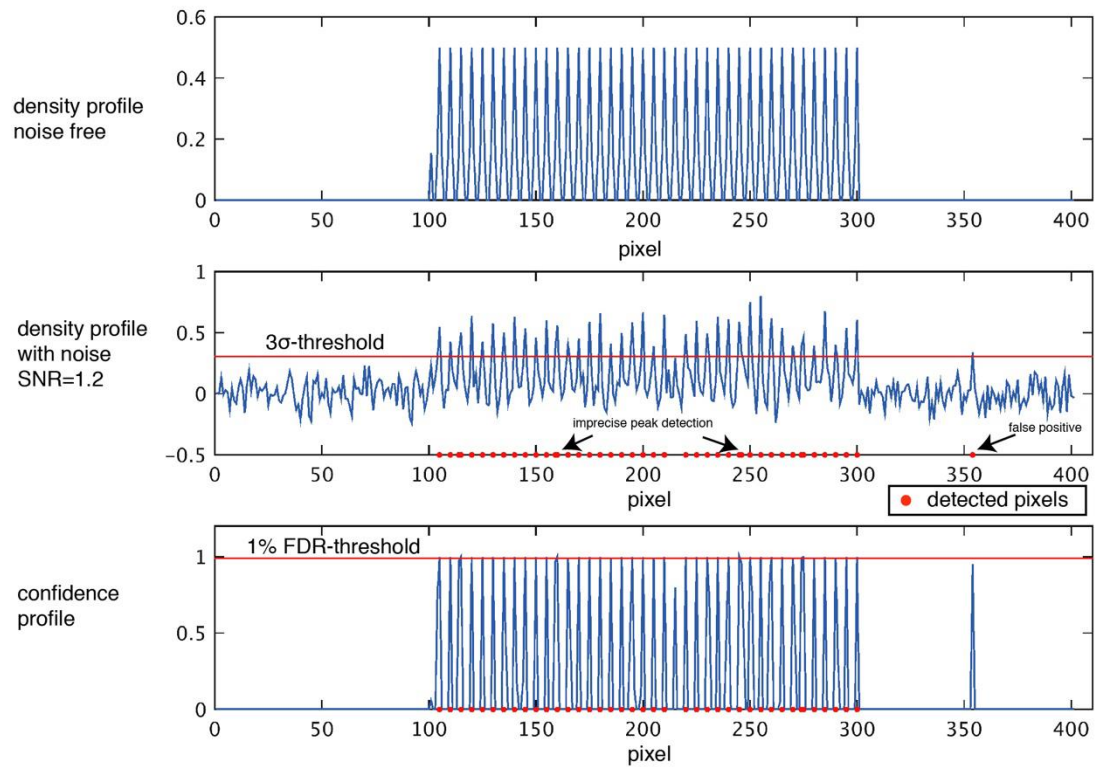 0.6
0.4
0.2
0
density profile
noise free
0 50 100 150 200 250 300 350 400
pixel
1
0.5
0
−0.5
density profile
with noise
SNR=1.2
3σ-threshold
imprecise peak detection
false positive
0 50 100 150 200 250 300 350 400
pixel
detected pixels
1% FDR-threshold
1
0.5
0
confidence
profile
0 50 100 150 200 250 300 350 400
pixel